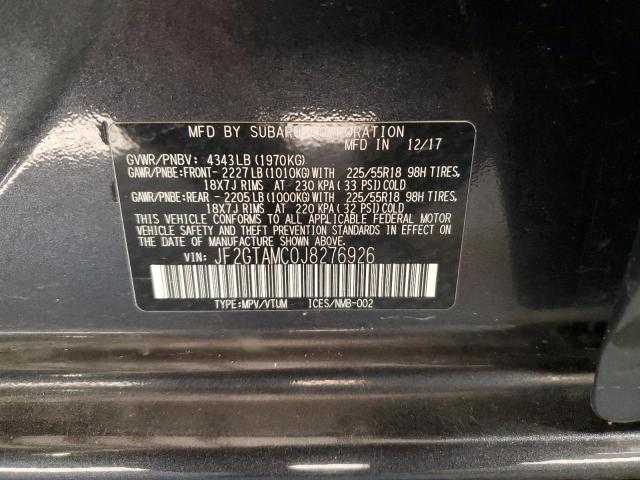 MFD BY SUBARU CORPORATION
MFD IN 12/17
GVWR/PNBV: 4343LB(1970KG)
GAWR/PNBE:FRONT- 2227LB(1010KG)WITH 225/55R18 98H TIRES,
18X7J RIMS AT 230 KPA(33 PSI)COLD
GAWR/PNBE:REAR - 2205LB(1000KG)WITH 225/55R18 98H TIRES,
18X7J RIMS AT 220 KPA(32 PSI)COLD
THIS VEHICLE CONFORMS TO ALL APPLICABLE FEDERAL MOTOR
VEHICLE SAFETY AND THEFT PREVENTION STANDARDS IN EFFECT ON
THE DATE OF MANUFACTURE SHOWN ABOVE.
VIN: JF2GTAMC0J8276926
TYPE:MPV/VTUM ICES/NMB-002